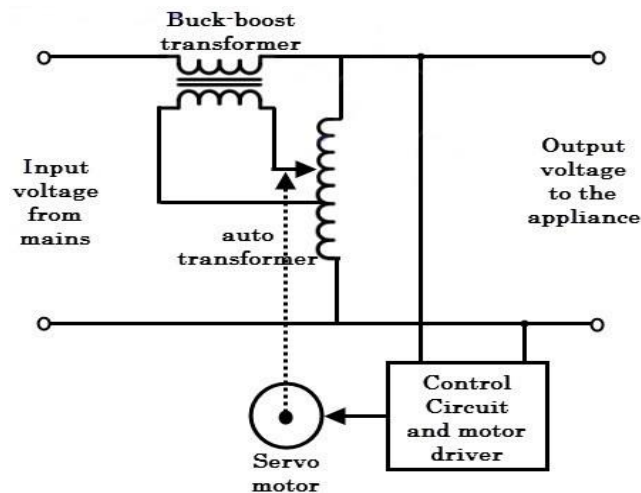 Buck-boost
transformer
Input
voltage
from
mains
Output
voltage
to the
appliance
auto
transformer
Control
Circuit
and motor
driver
Servo
motor